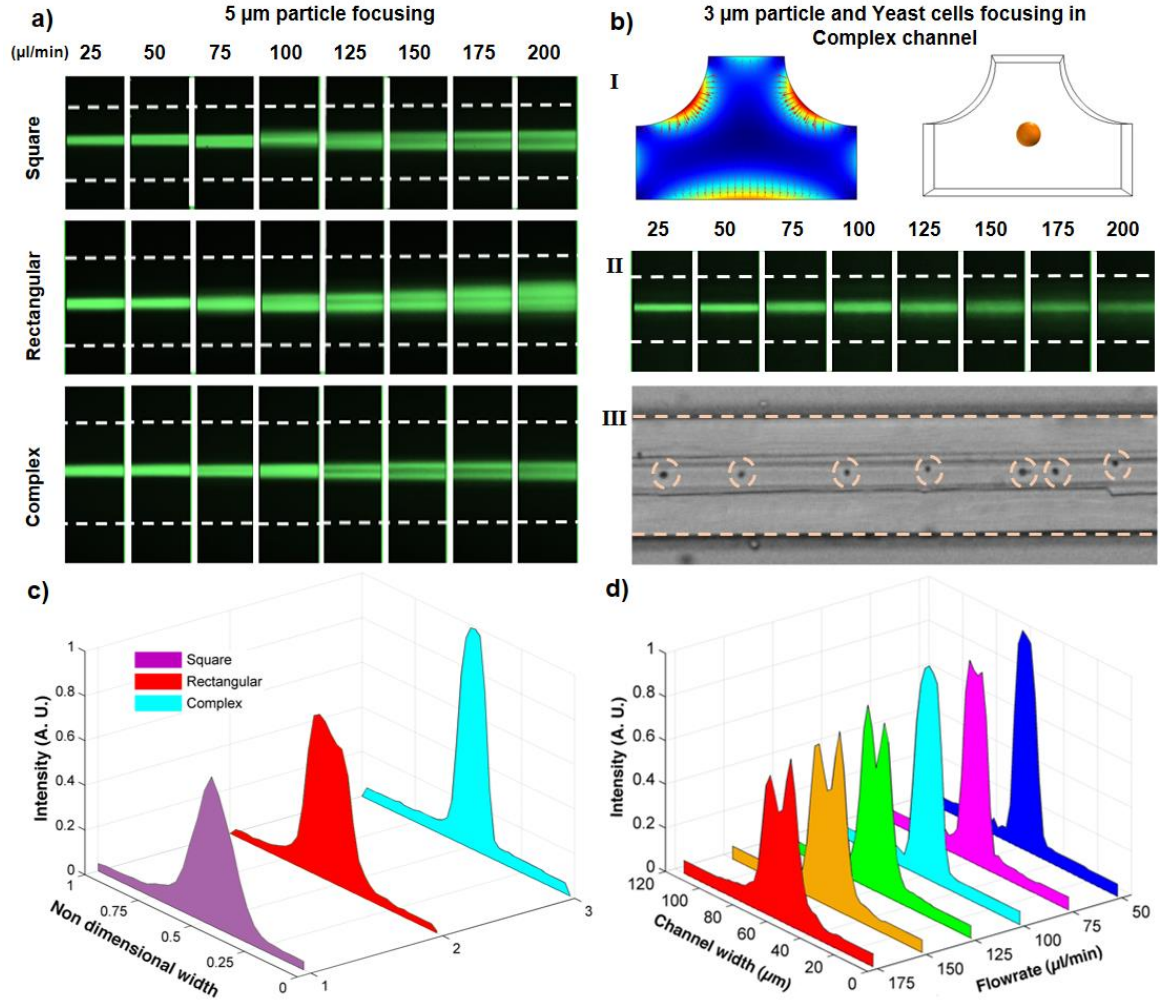 a)
5 µm particle focusing
(µl/min) 25 50 75 100 125 150 175 200
Square
Rectangular
Complex
b)
3 µm particle and Yeast cells focusing in
Complex channel
I
25 50 75 100 125 150 175 200
II
III
c)
1
0.8
0.6
0.4
0.2
0
Intensity (A. U.)
Square
Rectangular
Complex
1
0.75
0.5
0.25
0
Non dimensional width
1
2
3
d)
1
0.8
0.6
0.4
0.2
0
Intensity (A. U.)
120
100
80
60
40
20
0
Channel width (µm)
175
150
125
100
75
50
Flowrate (µl/min)